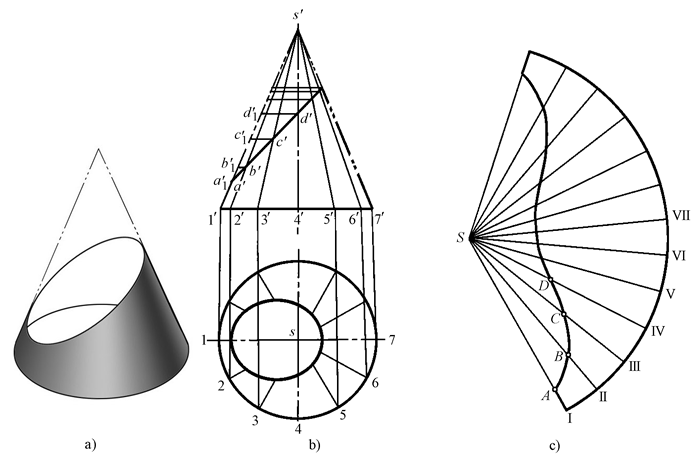 s′
d′₁
d′
c′₁
c′
b′₁
b′
a′₁
a′
1′ 2′ 3′ 4′ 5′ 6′ 7′
1
s
7
2
6
3
5
4
S
VII
VI
V
IV
III
II
I
D
C
B
A
a)
b)
c)